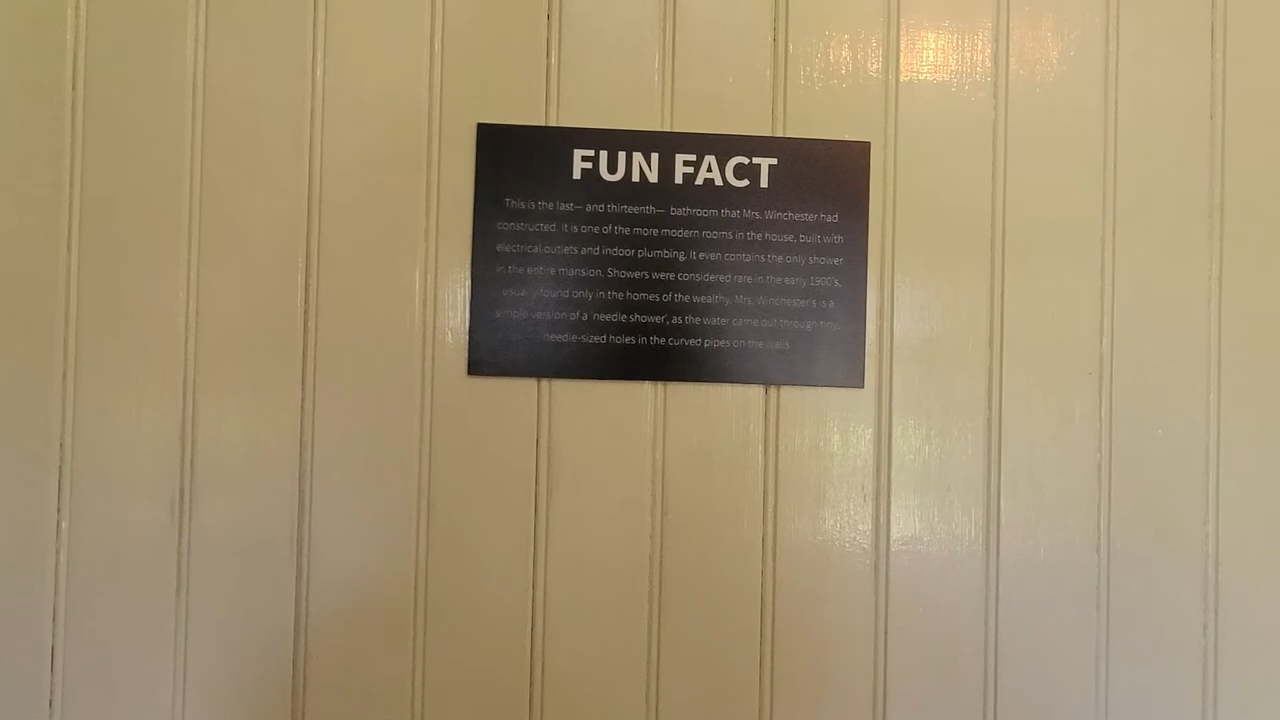 FUN FACT
This is the last— and thirteenth— bathroom that Mrs. Winchester had
constructed. It is one of the more modern rooms in the house, built with
electrical outlets and indoor plumbing. It even contains the only shower
in the entire mansion. Showers were considered rare in the early 1900's,
usually found only in the homes of the wealthy. Mrs. Winchester's is a
simple version of a 'needle shower', as the water came out through tiny,
needle-sized holes in the curved pipes on the walls.